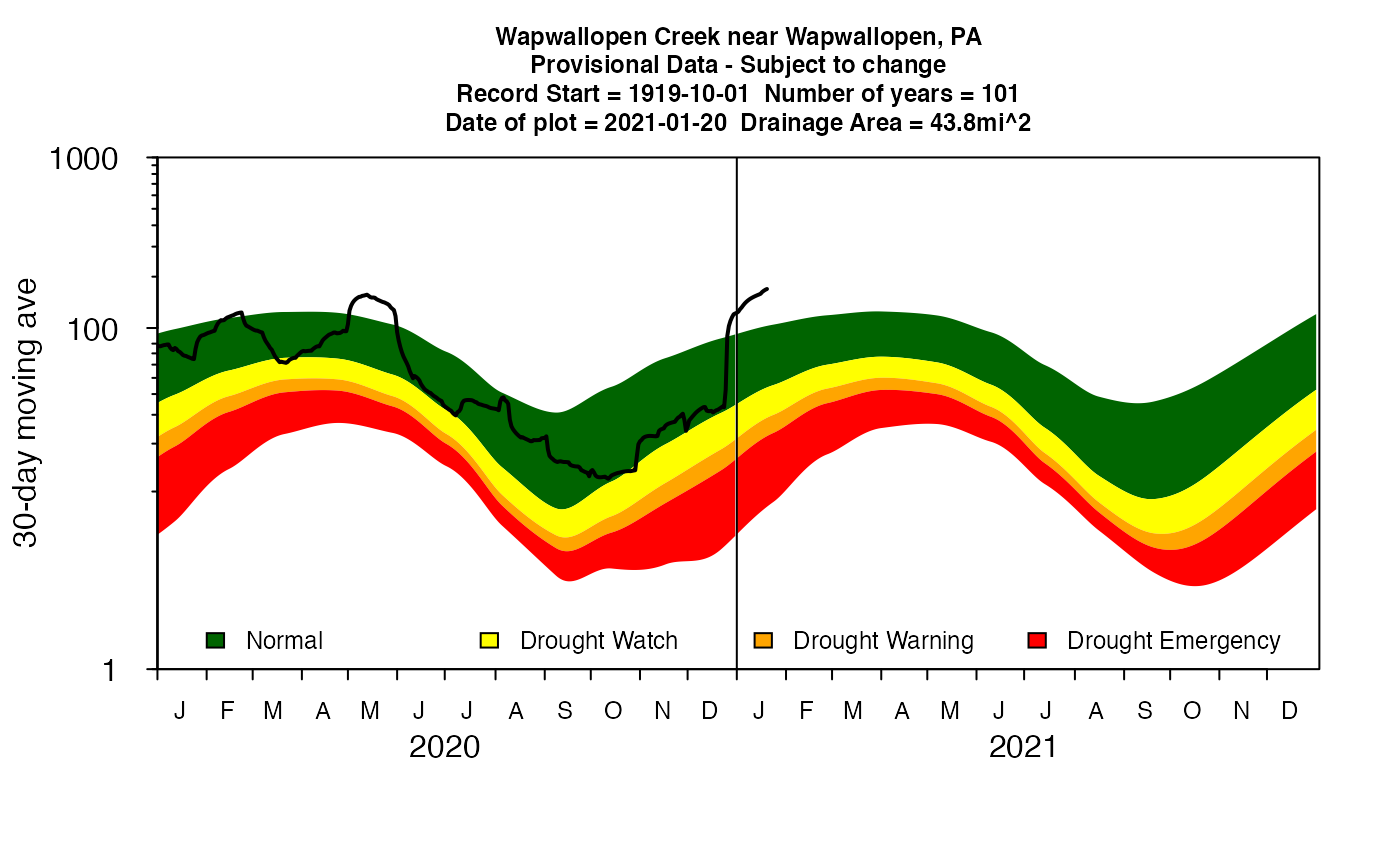 Wapwallopen Creek near Wapwallopen, PA
Provisional Data - Subject to change
Record Start = 1919-10-01 Number of years = 101
Date of plot = 2021-01-20 Drainage Area = 43.8mi^2
1000
100
1
30-day moving ave
Normal Drought Watch Drought Warning Drought Emergency
J F M A M J J A S O N D J F M A M J J A S O N D
2020 2021